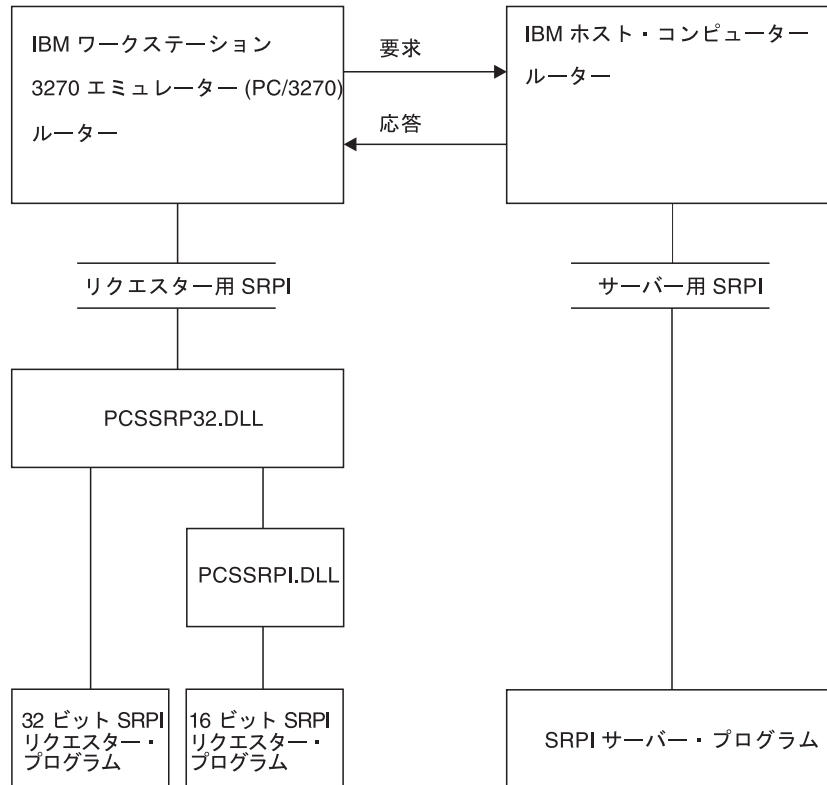 IBM ワークステーション
3270 エミュレーター (PC/3270)
ルーター
要求
応答
IBM ホスト・コンピューター
ルーター
リクエスター用 SRPI
サーバー用 SRPI
PCSSRP32.DLL
PCSSRPI.DLL
32 ビット SRPI
リクエスター・
プログラム
16 ビット SRPI
リクエスター・
プログラム
SRPI サーバー・プログラム